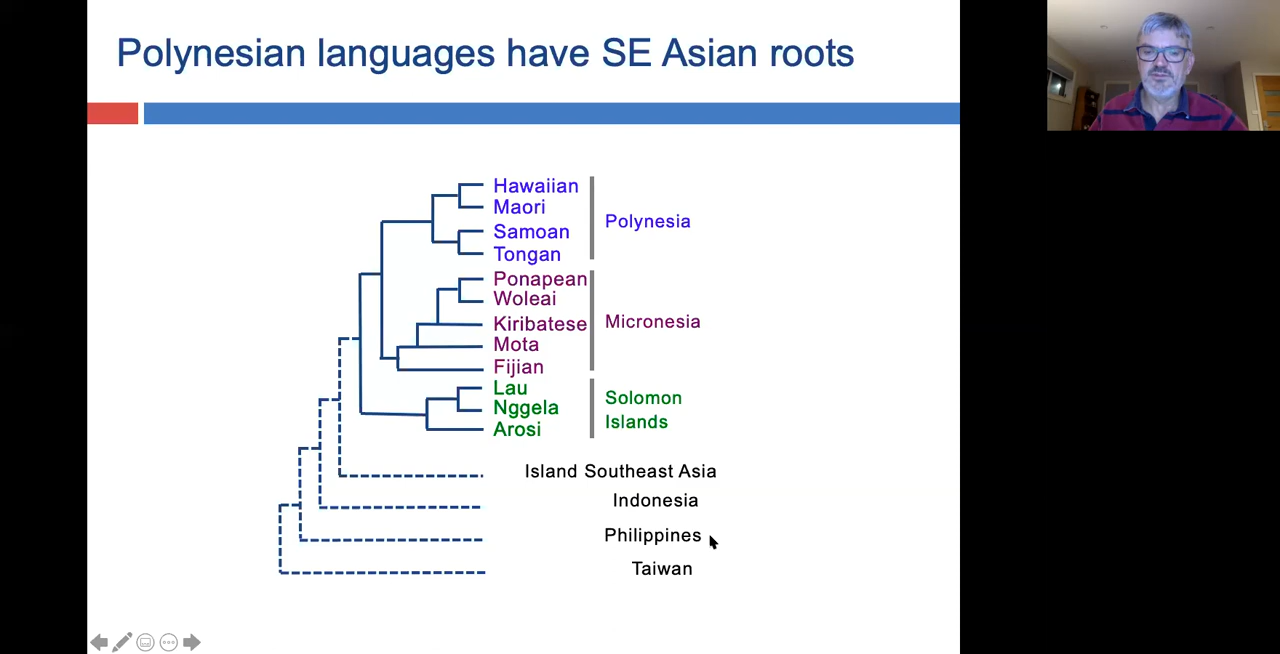 Polynesian languages have SE Asian roots
Hawaiian
Maori
Samoan
Tongan
Polynesia
Ponapean
Woleai
Kiribatese
Mota
Fijian
Micronesia
Lau
Nggela
Arosi
Solomon
Islands
Island Southeast Asia
Indonesia
Philippines
Taiwan